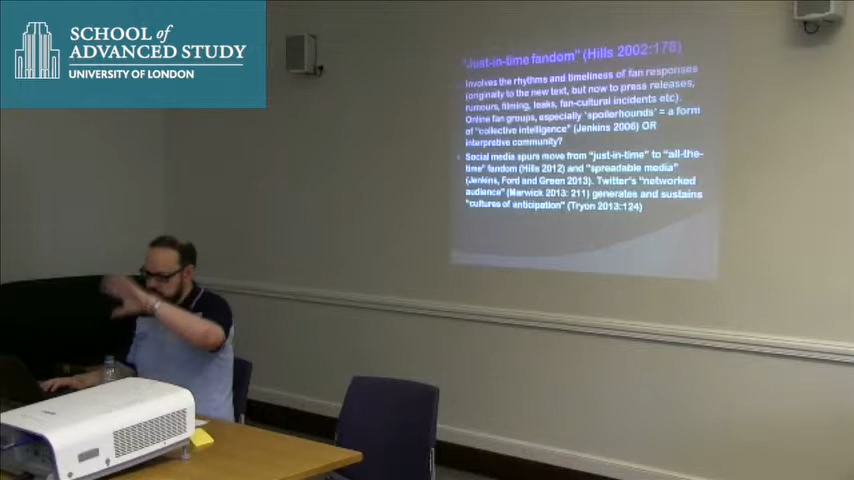 SCHOOL of
ADVANCED STUDY
UNIVERSITY OF LONDON
"Just-in-time fandom" (Hills 2002:178)
Involves the rhythms and timeliness of fan responses
(originally to the new text, but now to press releases,
rumours, filming, leaks, fan-cultural incidents etc).
Online fan groups, especially 'spoilerhounds' = a form
of "collective intelligence" (Jenkins 2006) OR
interpretive community?
Social media spurs move from "just-in-time" to "all-the-
time" fandom (Hills 2012) and "spreadable media"
(Jenkins, Ford and Green 2013). Twitter's "networked
audience" (Marwick 2013: 211) generates and sustains
"cultures of anticipation" (Tryon 2013:124)